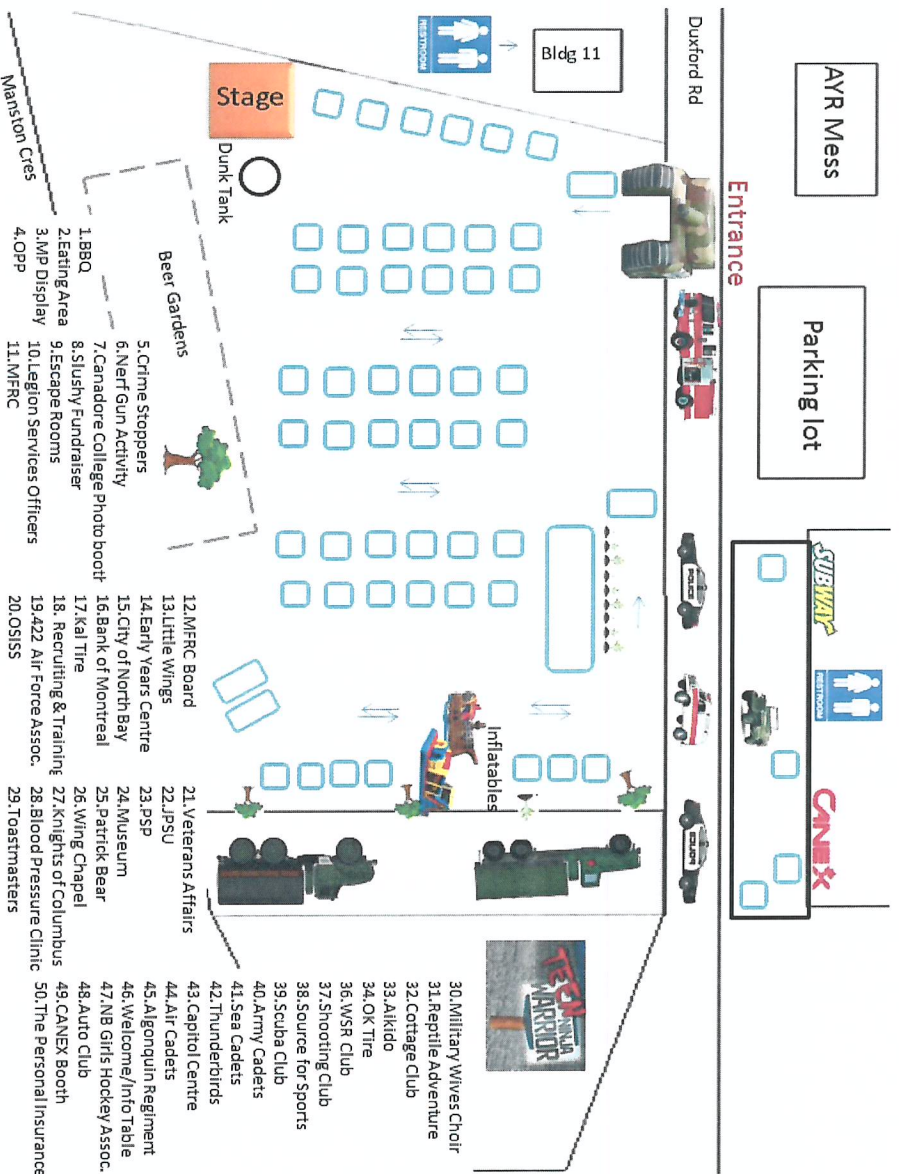 AYR Mess
Parking lot
SUBWAY
RESTROOM
CANEX
Entrance
Duxford Rd
Bldg 11
RESTROOM
POLICE
POLICE
Stage
Dunk Tank
Inflatables
TEEN
NINJA
WARRIOR
Beer Gardens
Manston Cres
1.BBQ
2.Eating Area
3.MP Display
4.OPP
5.Crime Stoppers
6.Nerf Gun Activity
7.Canadore College Photo booth
8.Slushy Fundraiser
9.Escape Rooms
10.Legion Services Officers
11.MFRC
12.MFRC Board
13.Little Wings
14.Early Years Centre
15.City of North Bay
16.Bank of Montreal
17.Kal Tire
18. Recruiting & Training
19.422 Air Force Assoc.
20.OSISS
21.Veterans Affairs
22.JPSU
23.PSP
24.Museum
25.Patrick Bear
26.Wing Chapel
27.Knights of Columbus
28.Blood Pressure Clinic
29.Toastmasters
30.Military Wives Choir
31.Reptile Adventure
32.Cottage Club
33.Aikido
34.OK Tire
36.WSR Club
37.Shooting Club
38.Source for Sports
39.Scuba Club
40.Army Cadets
41.Sea Cadets
42.Thunderbirds
43.Capitol Centre
44.Air Cadets
45.Algonquin Regiment
46.Welcome/Info Table
47.NB Girls Hockey Assoc.
48.Auto Club
49.CANEX Booth
50.The Personal Insurance